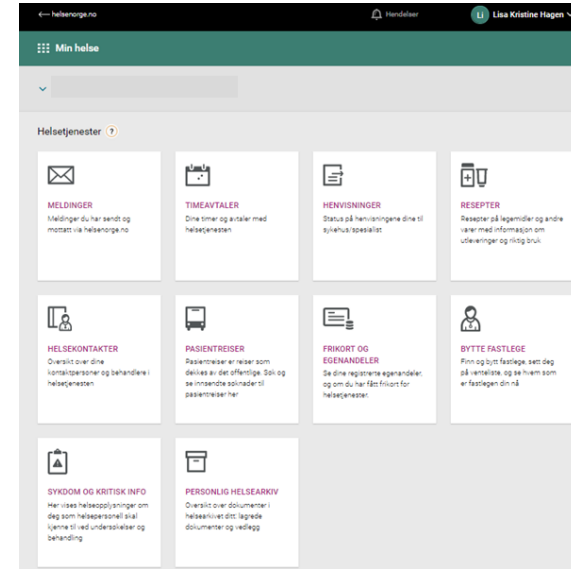 ← helsenorge.no
Hendelser
Li Lisa Kristine Hagen
Min helse
Helsetjenester ?
MELDINGER
Meldinger du har sendt og
mottatt via helsenorge.no
TIMEAVTALER
Dine timer og avtaler med
helsetjenesten
HENVISNINGER
Status på henvisningene dine til
sykehus/spesialist
RESEPTER
Resepter på legemidler og andre
varer med informasjon om
utleveringer og riktig bruk
HELSEKONTAKTER
Oversikt over dine
kontaktpersoner og behandlere i
helsetjenesten
PASIENTREISER
Pasientreiser er reiser som
dekkes av det offentlige. Søk og
se innsendte søknader til
pasientreiser her
FRIKORT OG
EGENANDELER
Se dine registrerte egenandeler,
og om du har fått frikort for
helsetjenester.
BYTTE FASTLEGE
Finn og bytt fastlege, sett deg
på venteliste, og se hvem som
er fastlegen din nå
SYKDOM OG KRITISK INFO
Her vises helseopplysninger om
deg som helsepersonell skal
kjenne til ved undersøkelser og
behandling
PERSONLIG HELSEARKIV
Oversikt over dokumenter i
helsearkivet ditt: lagrede
dokumenter og vedlegg